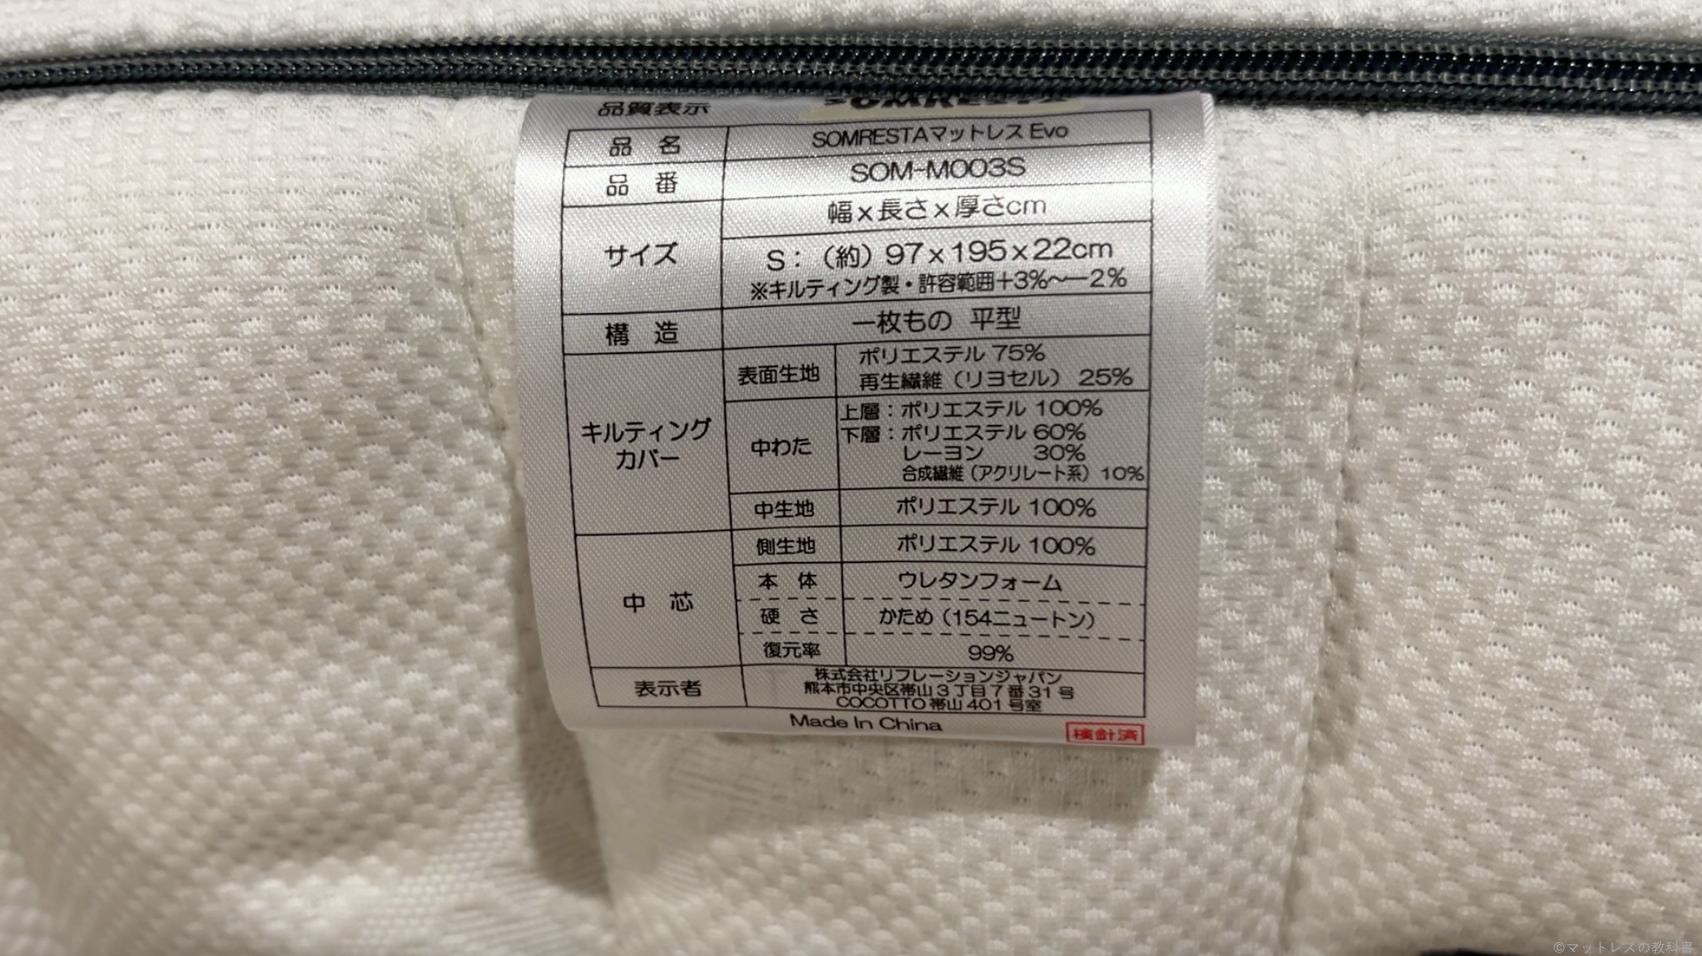 品質表示 SOMRESTA
品 名 SOMRESTAマットレス Evo
品 番 SOM-M003S
サイズ 幅x長さx厚さcm
S:(約)97x195x22cm
※キルティング製・許容範囲+3%〜―2%
構 造 一枚もの 平型
キルティングカバー
表面生地 ポリエステル 75%
再生繊維(リヨセル) 25%
中わた 上層:ポリエステル 100%
下層:ポリエステル 60%
レーヨン 30%
合成繊維(アクリレート系) 10%
中生地 ポリエステル 100%
中 芯
側生地 ポリエステル 100%
本 体 ウレタンフォーム
硬 さ かため(154ニュートン)
復元率 99%
表示者 株式会社リフレーションジャパン
熊本市中央区帯山3丁目7番31号
COCOTTO帯山401号室
Made In China
検針済
©マットレスの教科書